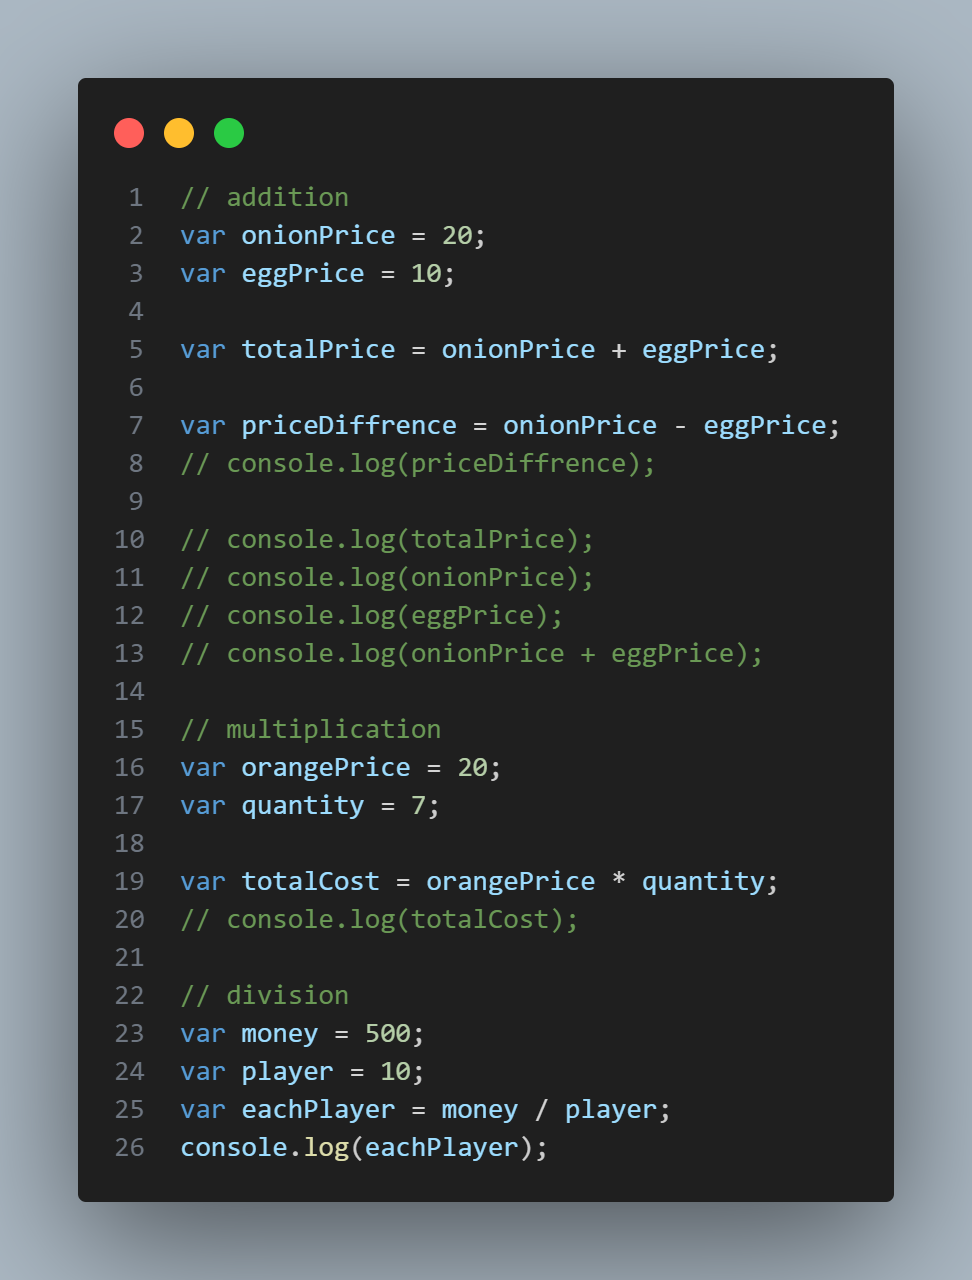 1 // addition
2 var onionPrice = 20;
3 var eggPrice = 10;
4
5 var totalPrice = onionPrice + eggPrice;
6
7 var priceDiffrence = onionPrice - eggPrice;
8 // console.log(priceDiffrence);
9
10 // console.log(totalPrice);
11 // console.log(onionPrice);
12 // console.log(eggPrice);
13 // console.log(onionPrice + eggPrice);
14
15 // multiplication
16 var orangePrice = 20;
17 var quantity = 7;
18
19 var totalCost = orangePrice * quantity;
20 // console.log(totalCost);
21
22 // division
23 var money = 500;
24 var player = 10;
25 var eachPlayer = money / player;
26 console.log(eachPlayer);